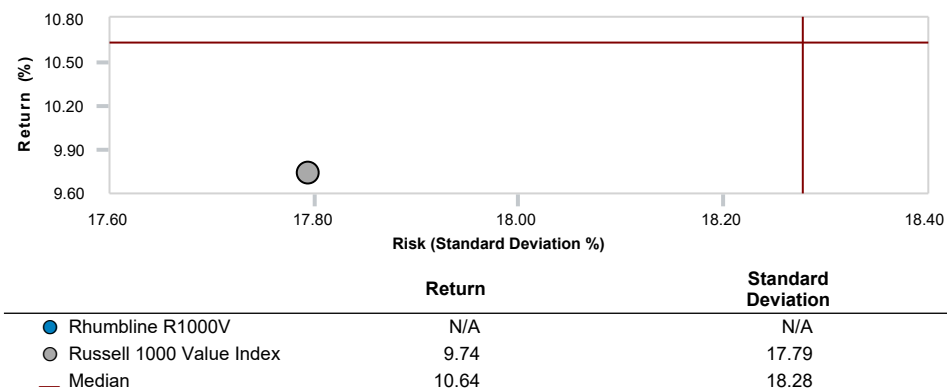 10.80
10.50
10.20
9.90
9.60
Return (%)
17.60 17.80 18.00 18.20 18.40
Risk (Standard Deviation %)
Return Standard Deviation
Rhumbline R1000V N/A N/A
Russell 1000 Value Index 9.74 17.79
Median 10.64 18.28